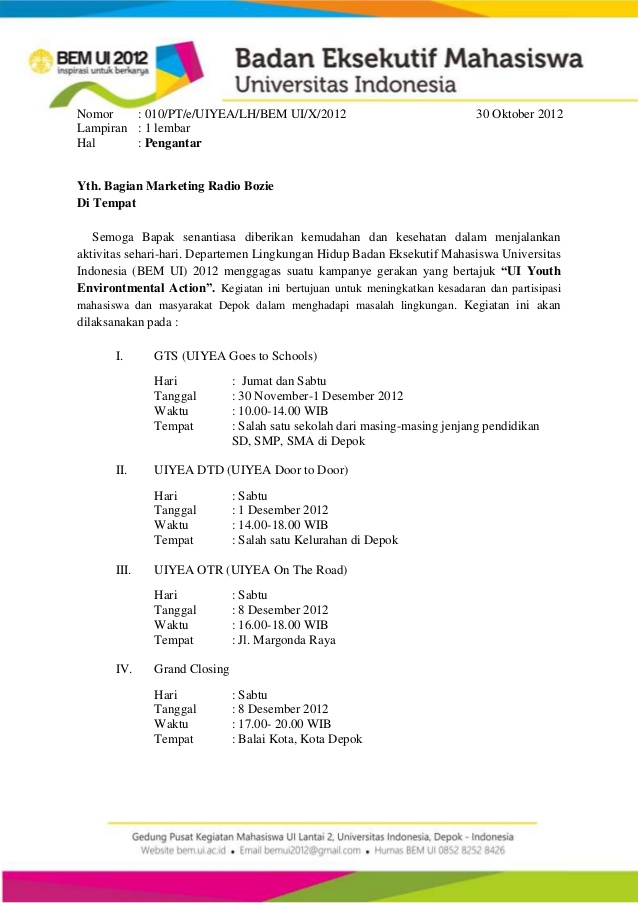 BEM UI 2012
inspirasi untuk berkarya
Badan Eksekutif Mahasiswa
Universitas Indonesia
Nomor : 010/PT/e/UIYEA/LH/BEM UI/X/2012 30 Oktober 2012
Lampiran : 1 lembar
Hal : Pengantar
Yth. Bagian Marketing Radio Bozie
Di Tempat
Semoga Bapak senantiasa diberikan kemudahan dan kesehatan dalam menjalankan
aktivitas sehari-hari. Departemen Lingkungan Hidup Badan Eksekutif Mahasiswa Universitas
Indonesia (BEM UI) 2012 menggagas suatu kampanye gerakan yang bertajuk “UI Youth
Environtmental Action”. Kegiatan ini bertujuan untuk meningkatkan kesadaran dan partisipasi
mahasiswa dan masyarakat Depok dalam menghadapi masalah lingkungan. Kegiatan ini akan
dilaksanakan pada :
I. GTS (UIYEA Goes to Schools)
Hari : Jumat dan Sabtu
Tanggal : 30 November-1 Desember 2012
Waktu : 10.00-14.00 WIB
Tempat : Salah satu sekolah dari masing-masing jenjang pendidikan
SD, SMP, SMA di Depok
II. UIYEA DTD (UIYEA Door to Door)
Hari : Sabtu
Tanggal : 1 Desember 2012
Waktu : 14.00-18.00 WIB
Tempat : Salah satu Kelurahan di Depok
III. UIYEA OTR (UIYEA On The Road)
Hari : Sabtu
Tanggal : 8 Desember 2012
Waktu : 16.00-18.00 WIB
Tempat : Jl. Margonda Raya
IV. Grand Closing
Hari : Sabtu
Tanggal : 8 Desember 2012
Waktu : 17.00- 20.00 WIB
Tempat : Balai Kota, Kota Depok
Gedung Pusat Kegiatan Mahasiswa UI Lantai 2, Universitas Indonesia, Depok - Indonesia
Website bem.ui.ac.id • Email bemui2012@gmail.com • Humas BEM UI 0852 8252 8426